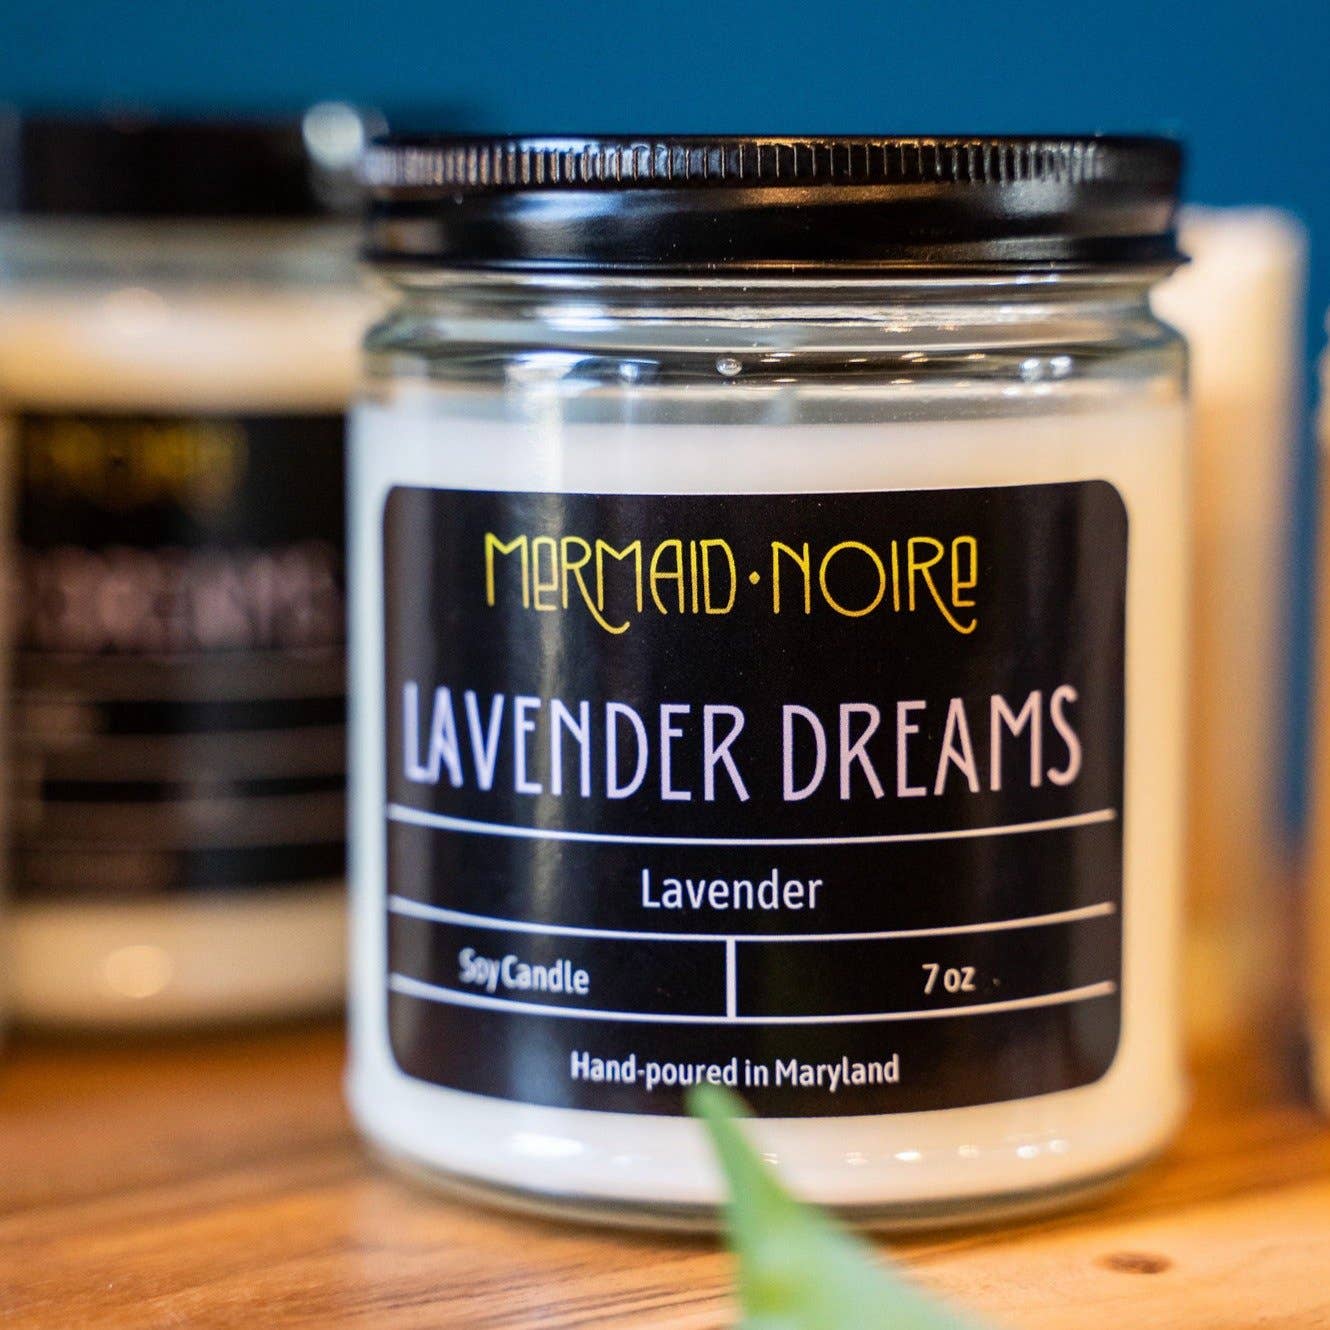 MERMAID·NOIRE
LAVENDER DREAMS
Lavender
Soy Candle
7 oz
Hand-poured in Maryland